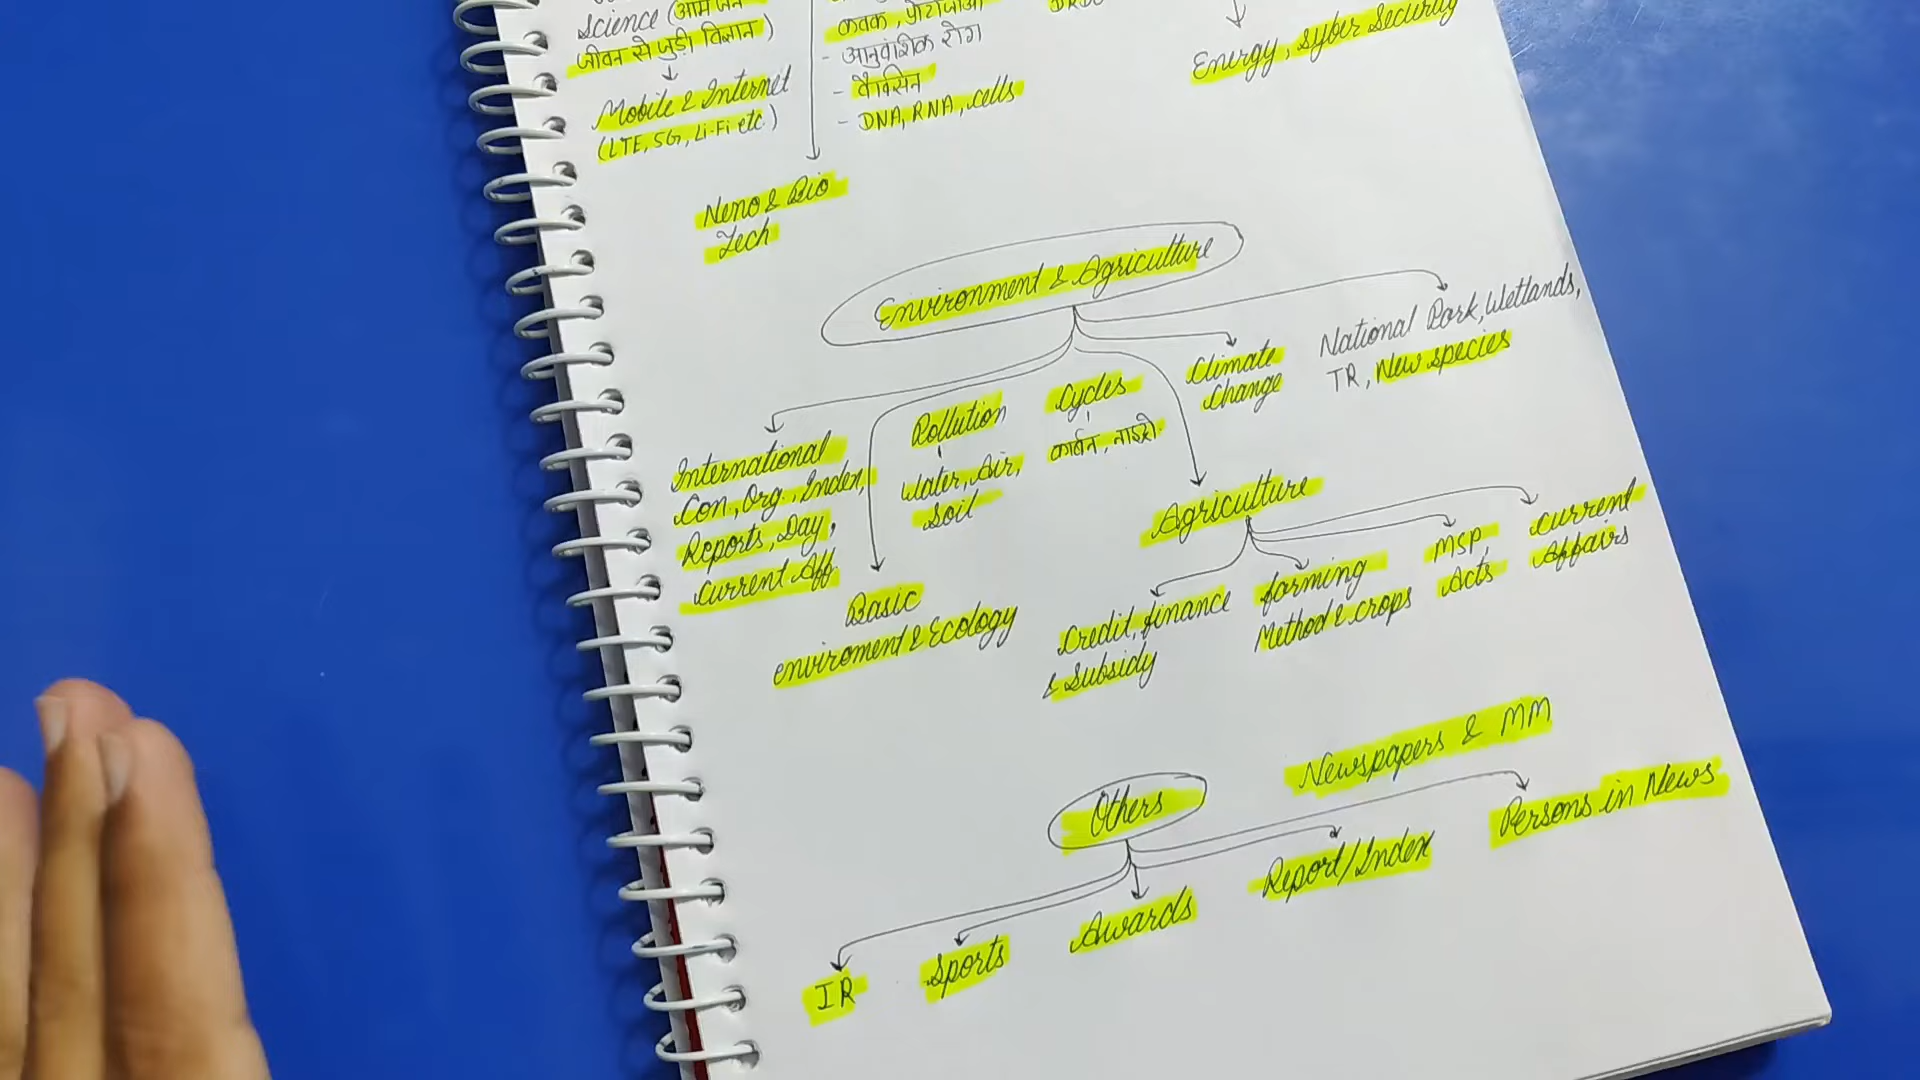 Science (आम जन
जीवन से जुड़ी विज्ञान)
Mobile & Internet
(LTE, 5G, Li-Fi etc.)
Neno & Bio
Tech
कवक, प्रोटोजोआ
- आनुवांशिक रोग
- वैक्सिन
- DNA, RNA, cells
Energy, syber Security
Environment & Agriculture
International
Con., Org., Index,
Reports, Day,
Current Aff.
Basic
enviroment & Ecology
Pollution
Water, Air,
Soil
Cycles
कार्बन, नाइट्रो.
Climate
Change
National Park, Wetlands,
TR, New species
Agriculture
Credit, finance
& Subsidy
farming
Method & crops
MSP,
Acts
Current
Affairs
Newspapers & MM
Others
IR
Sports
Awards
Report/Index
Persons in News